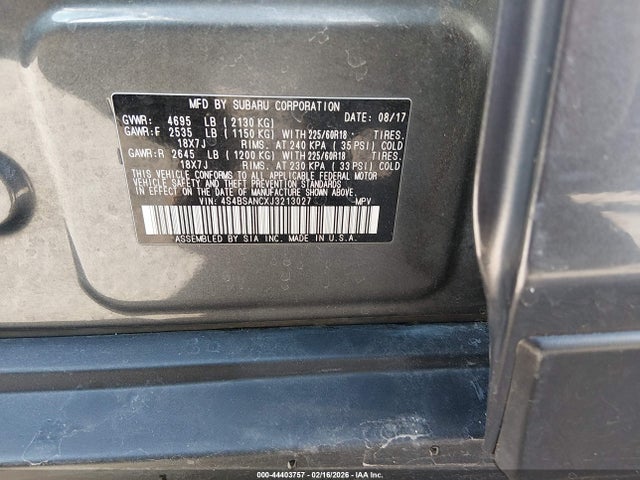 MFD BY SUBARU CORPORATION
GVWR: 4695 LB ( 2130 KG) DATE: 08/17
GAWR:F 2535 LB ( 1150 KG) WITH 225/60R18 TIRES.
18X7J RIMS. AT 240 KPA ( 35 PSI) COLD
GAWR:R 2645 LB ( 1200 KG) WITH 225/60R18 TIRES.
18X7J RIMS. AT 230 KPA ( 33 PSI) COLD
THIS VEHICLE CONFORMS TO ALL APPLICABLE FEDERAL MOTOR
VEHICLE SAFETY AND THEFT PREVENTION STANDARDS
IN EFFECT ON THE DATE OF MANUFACTURE SHOWN ABOVE.
VIN: 4S4BSANCXJ3213027 MPV
ASSEMBLED BY SIA INC. IN U.S.A.
000-44403757 - 02/16/2026 - IAAI.COM